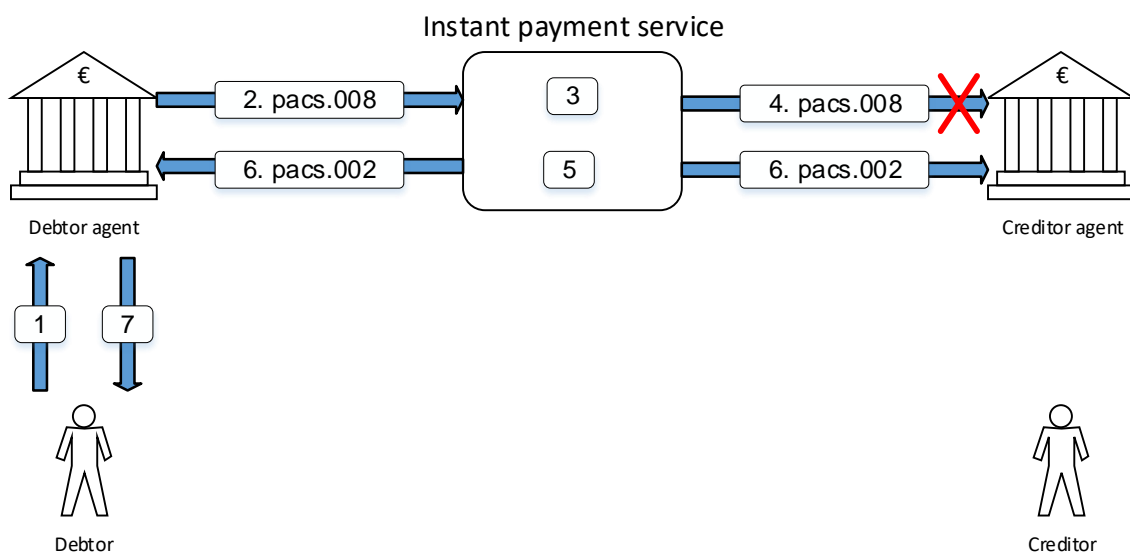 Instant payment service
€
2. pacs.008
3
4. pacs.008
€
6. pacs.002
5
6. pacs.002
Debtor agent
Creditor agent
1
7
Debtor
Creditor